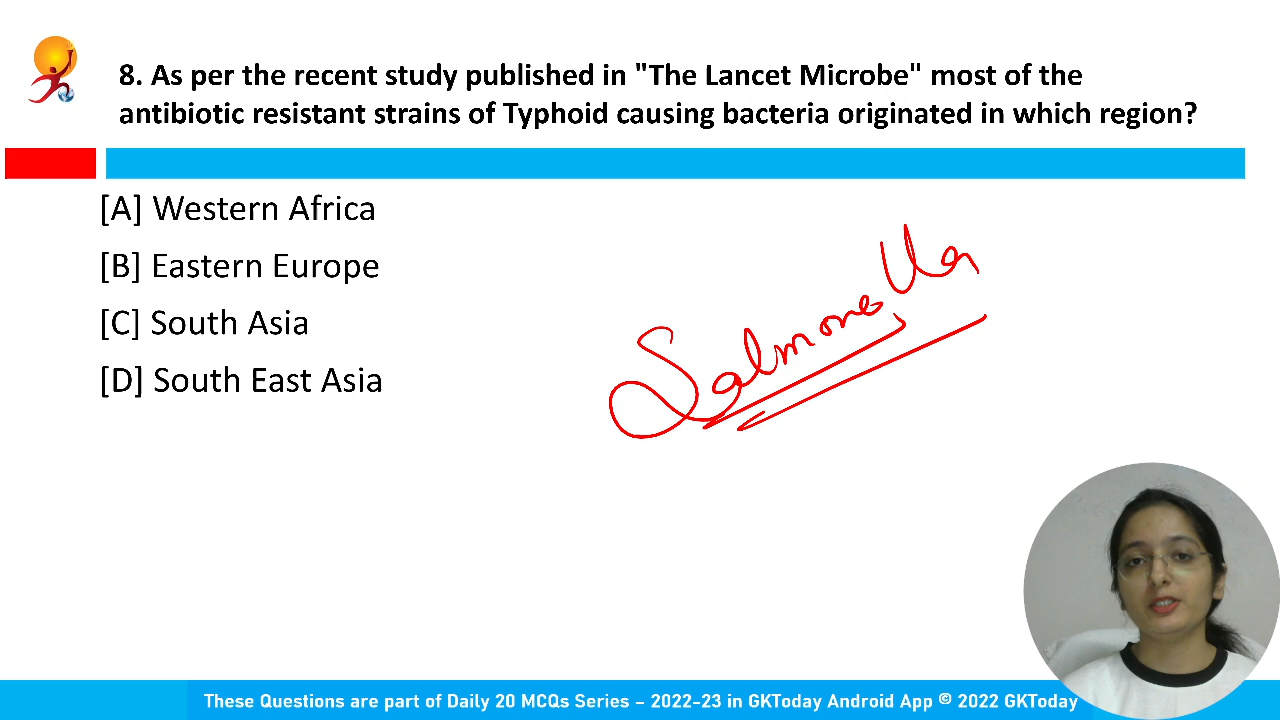 8. As per the recent study published in "The Lancet Microbe" most of the
antibiotic resistant strains of Typhoid causing bacteria originated in which region?
[A] Western Africa
[B] Eastern Europe
[C] South Asia
[D] South East Asia
Salmonella
These Questions are part of Daily 20 MCQs Series – 2022-23 in GKToday Android App © 2022 GKToday